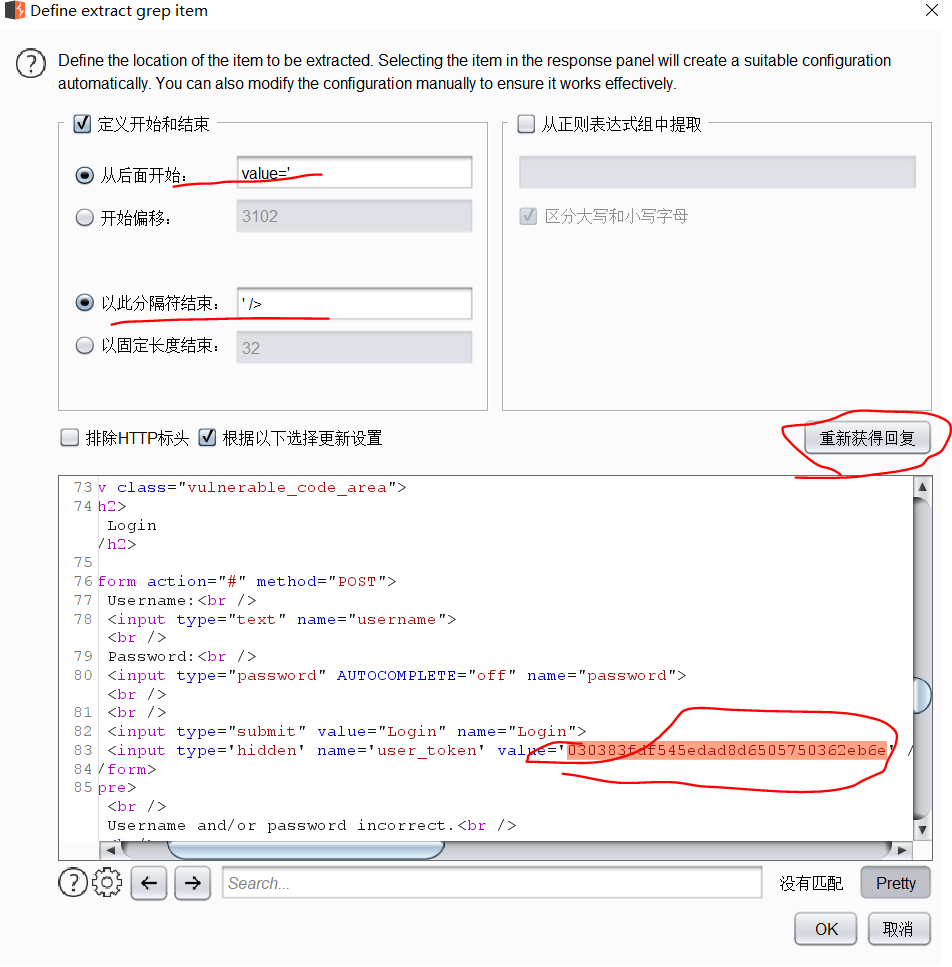 Define extract grep item
Define the location of the item to be extracted. Selecting the item in the response panel will create a suitable configuration
automatically. You can also modify the configuration manually to ensure it works effectively.
定义开始和结束
从后面开始： value='
开始偏移： 3102
以此分隔符结束： ' />
以固定长度结束： 32
从正则表达式组中提取
区分大写和小写字母
排除HTTP标头 根据以下选择更新设置
重新获得回复
73 v class="vulnerable_code_area">
74 h2>
Login
/h2>
75
76 form action="#" method="POST">
77 Username:<br />
78 <input type="text" name="username">
<br />
79 Password:<br />
80 <input type="password" AUTOCOMPLETE="off" name="password">
<br />
81 <br />
82 <input type="submit" value="Login" name="Login">
83 <input type='hidden' name='user_token' value='030383fdf545edad8d6505750362eb6e' /
84 /form>
85 pre>
<br />
Username and/or password incorrect.<br />
Search...
没有匹配
Pretty
OK
取消